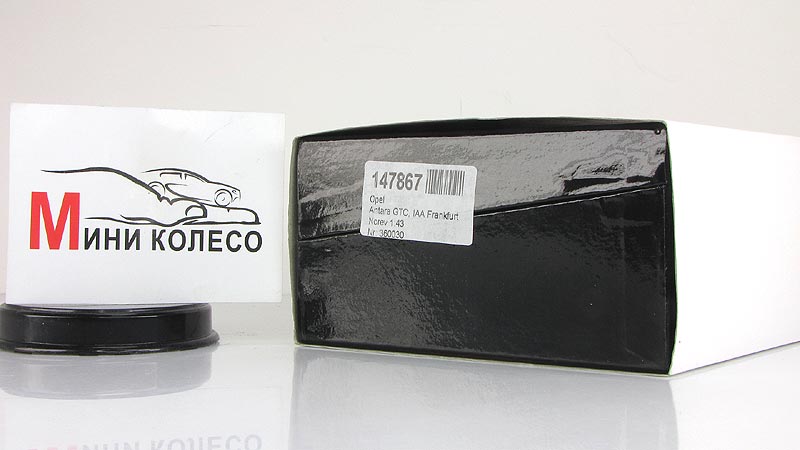 Мини колесо
147867
Opel
Antara GTC, IAA Frankfurt
Norev 1:43
Nr. 360030